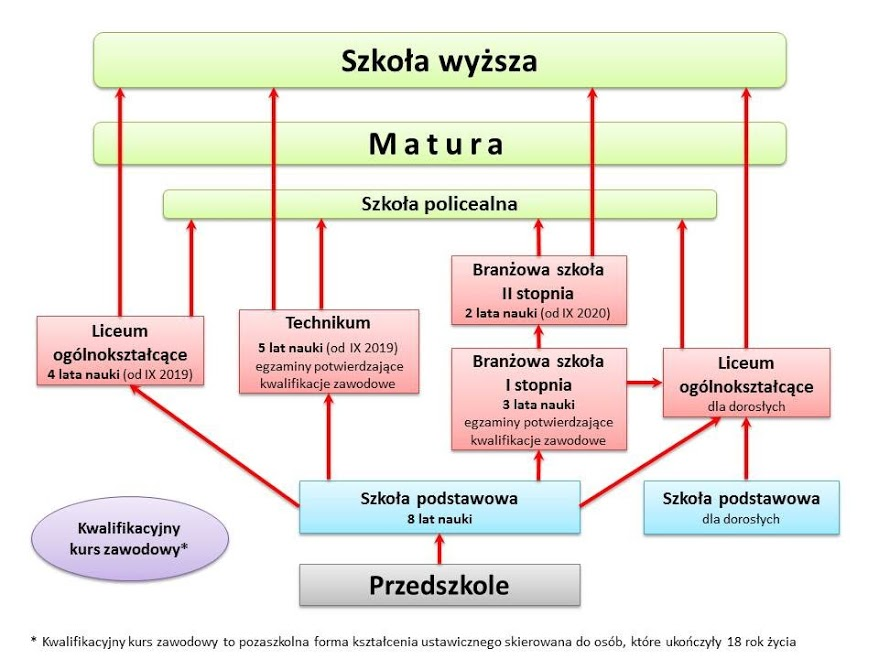 Szkoła wyższa
Matura
Szkoła policealna
Branżowa szkoła
II stopnia
2 lata nauki (od IX 2020)
Liceum
ogólnokształcące
4 lata nauki (od IX 2019)
Technikum
5 lat nauki (od IX 2019)
egzaminy potwierdzające
kwalifikacje zawodowe
Branżowa szkoła
I stopnia
3 lata nauki
egzaminy potwierdzające
kwalifikacje zawodowe
Liceum
ogólnokształcące
dla dorosłych
Szkoła podstawowa
8 lat nauki
Szkoła podstawowa
dla dorosłych
Kwalifikacyjny
kurs zawodowy*
Przedszkole
* Kwalifikacyjny kurs zawodowy to pozaszkolna forma kształcenia ustawicznego skierowana do osób, które ukończyły 18 rok życia